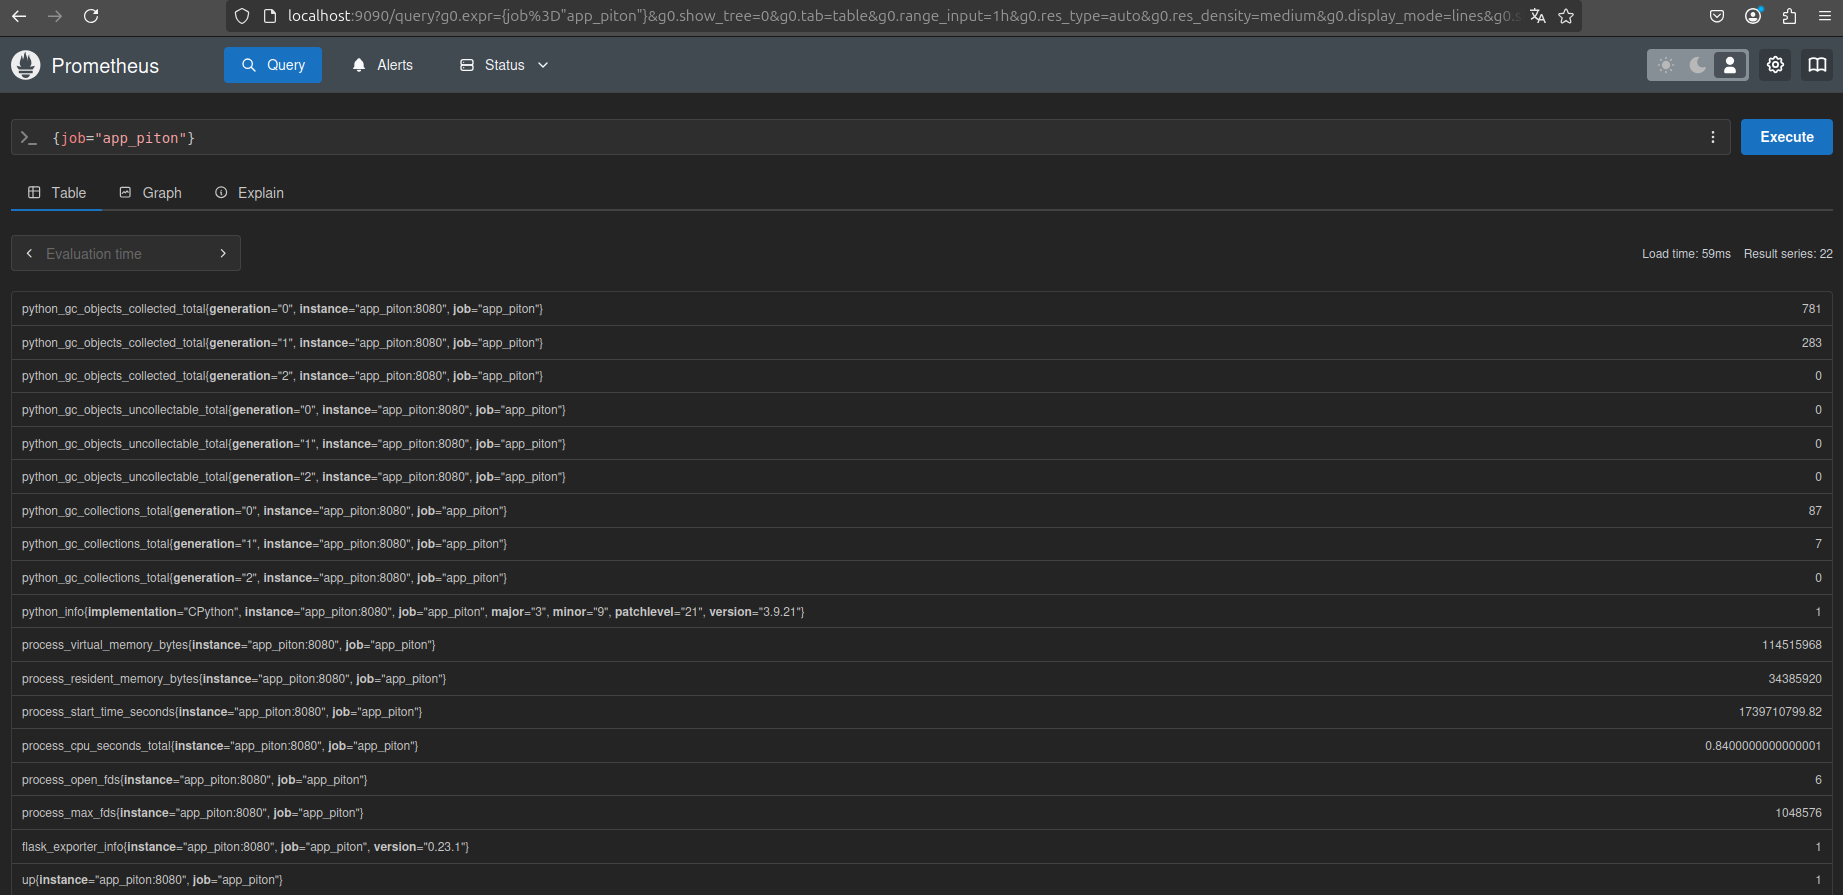 localhost:9090/query?g0.expr={job%3D"app_piton"}&g0.show_tree=0&g0.tab=table&g0.range_input=1h&g0.res_type=auto&g0.res_density=medium&g0.display_mode=lines&g0.s
Prometheus Query Alerts Status
>_ {job="app_piton"} Execute
Table Graph Explain
Evaluation time Load time: 59ms Result series: 22
python_gc_objects_collected_total{generation="0", instance="app_piton:8080", job="app_piton"} 781
python_gc_objects_collected_total{generation="1", instance="app_piton:8080", job="app_piton"} 283
python_gc_objects_collected_total{generation="2", instance="app_piton:8080", job="app_piton"} 0
python_gc_objects_uncollectable_total{generation="0", instance="app_piton:8080", job="app_piton"} 0
python_gc_objects_uncollectable_total{generation="1", instance="app_piton:8080", job="app_piton"} 0
python_gc_objects_uncollectable_total{generation="2", instance="app_piton:8080", job="app_piton"} 0
python_gc_collections_total{generation="0", instance="app_piton:8080", job="app_piton"} 87
python_gc_collections_total{generation="1", instance="app_piton:8080", job="app_piton"} 7
python_gc_collections_total{generation="2", instance="app_piton:8080", job="app_piton"} 0
python_info{implementation="CPython", instance="app_piton:8080", job="app_piton", major="3", minor="9", patchlevel="21", version="3.9.21"} 1
process_virtual_memory_bytes{instance="app_piton:8080", job="app_piton"} 114515968
process_resident_memory_bytes{instance="app_piton:8080", job="app_piton"} 34385920
process_start_time_seconds{instance="app_piton:8080", job="app_piton"} 1739710799.82
process_cpu_seconds_total{instance="app_piton:8080", job="app_piton"} 0.8400000000000001
process_open_fds{instance="app_piton:8080", job="app_piton"} 6
process_max_fds{instance="app_piton:8080", job="app_piton"} 1048576
flask_exporter_info{instance="app_piton:8080", job="app_piton", version="0.23.1"} 1
up{instance="app_piton:8080", job="app_piton"} 1